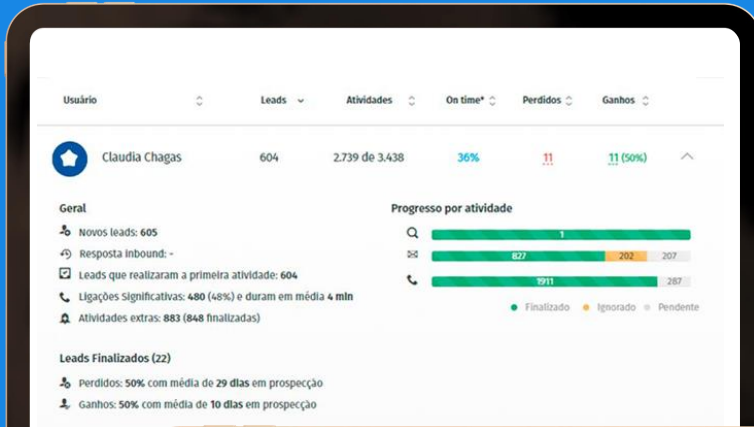 Usuário Leads Atividades On time* Perdidos Ganhos
Claudia Chagas 604 2.739 de 3.438 36% 11 11 (50%)
Geral
Novos leads: 605
Resposta Inbound: -
Leads que realizaram a primeira atividade: 604
Ligações Significativas: 480 (48%) e duram em média 4 min
Atividades extras: 883 (848 finalizadas)
Progresso por atividade
1
827 202 207
1911 287
Finalizado Ignorado Pendente
Leads Finalizados (22)
Perdidos: 50% com média de 29 dias em prospecção
Ganhos: 50% com média de 10 dias em prospecção